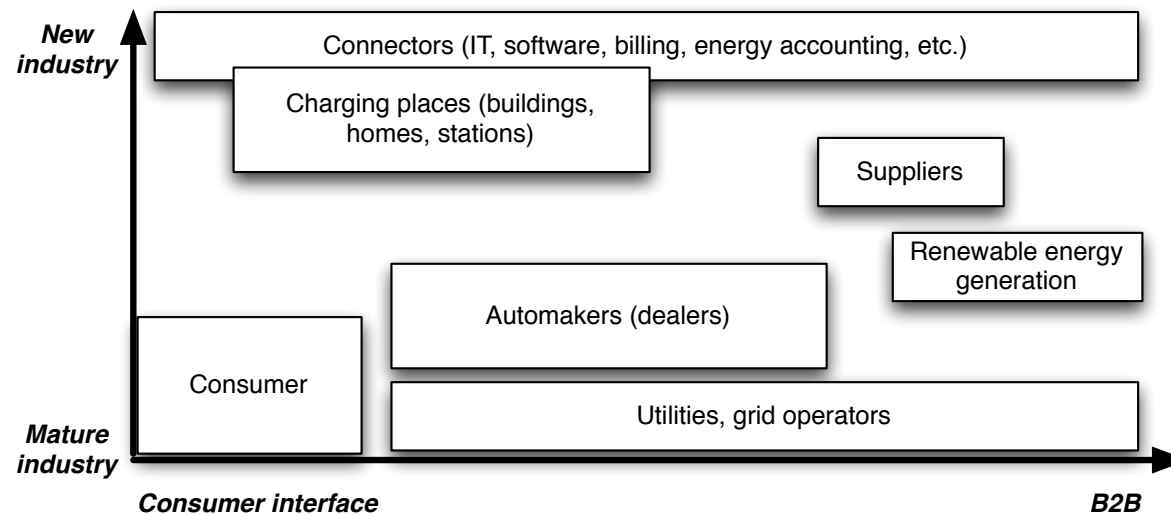 New
industry
Connectors (IT, software, billing, energy accounting, etc.)
Charging places (buildings,
homes, stations)
Suppliers
Renewable energy
generation
Automakers (dealers)
Consumer
Utilities, grid operators
Mature
industry
Consumer interface
B2B